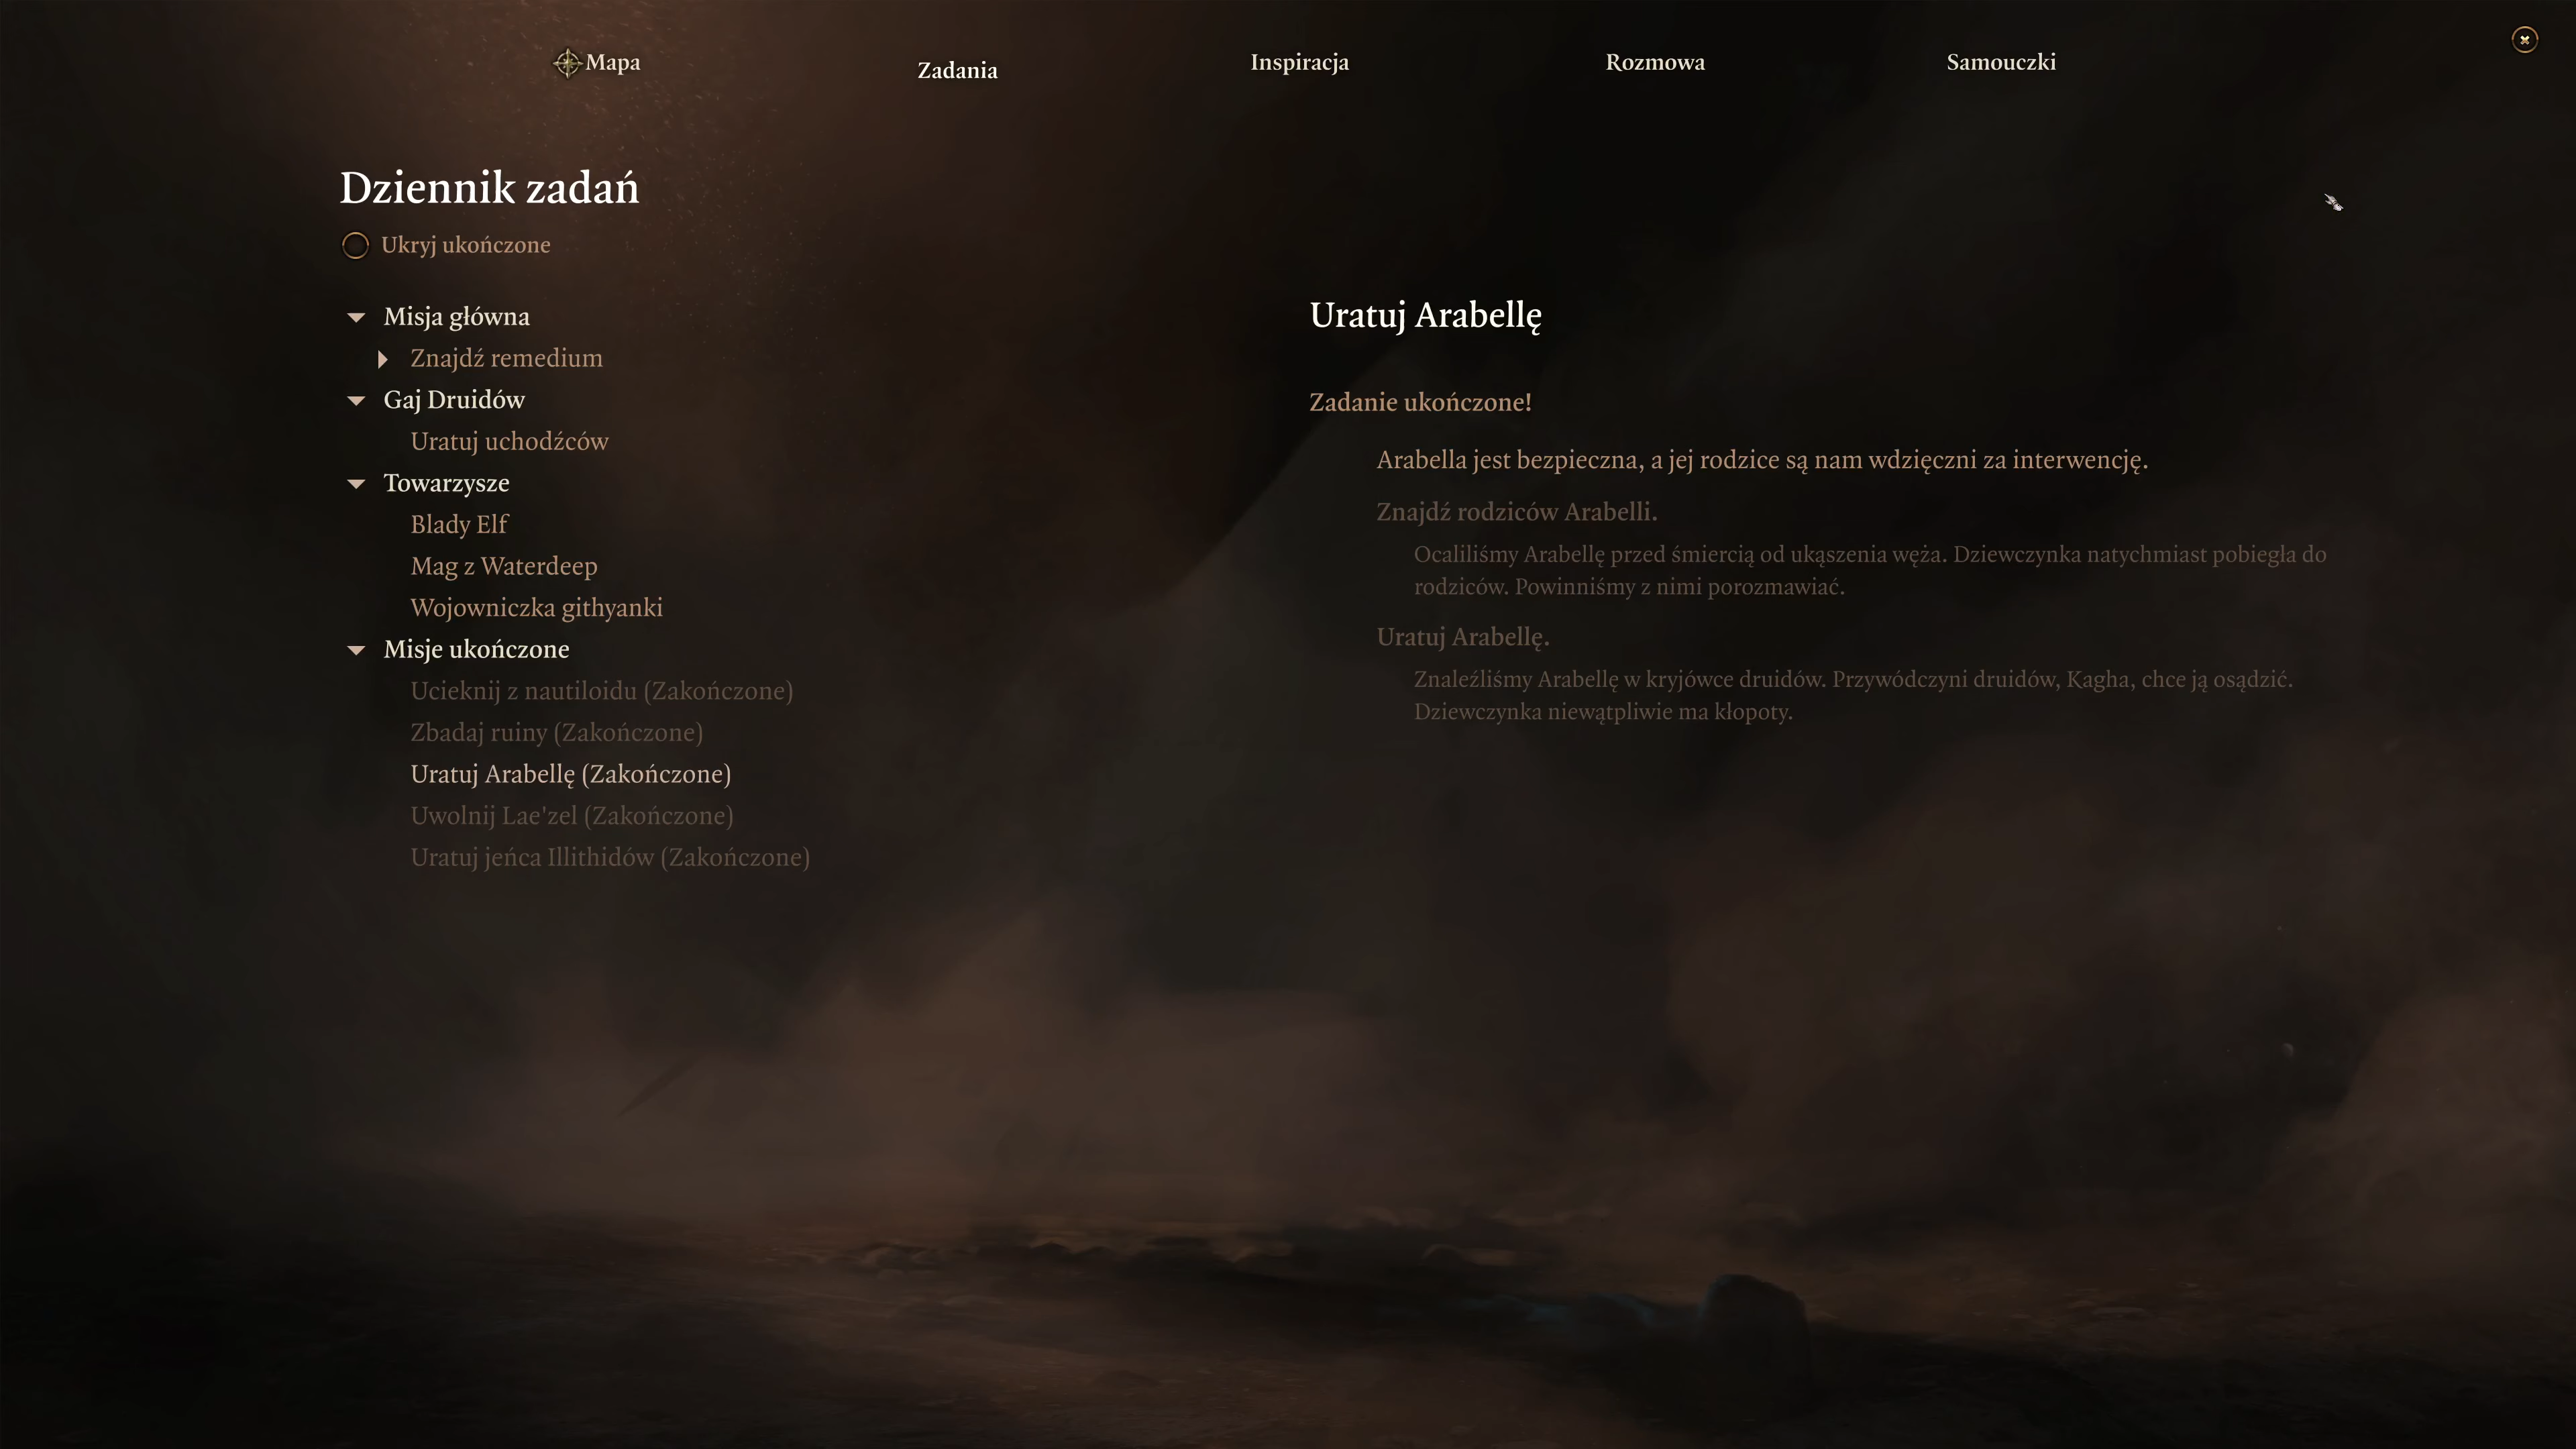 Mapa
Zadania
Inspiracja
Rozmowa
Samouczki
Dziennik zadań
Ukryj ukończone
Misja główna
Znajdź remedium
Gaj Druidów
Uratuj uchodźców
Towarzysze
Blady Elf
Mag z Waterdeep
Wojowniczka githyanki
Misje ukończone
Ucieknij z nautiloidu (Zakończone)
Zbadaj ruiny (Zakończone)
Uratuj Arabellę (Zakończone)
Uwolnij Lae'zel (Zakończone)
Uratuj jeńca Illithidów (Zakończone)
Uratuj Arabellę
Zadanie ukończone!
Arabella jest bezpieczna, a jej rodzice są nam wdzięczni za interwencję.
Znajdź rodziców Arabelli.
Ocaliliśmy Arabellę przed śmiercią od ukąszenia węża. Dziewczynka natychmiast pobiegła do
rodziców. Powinniśmy z nimi porozmawiać.
Uratuj Arabellę.
Znaleźliśmy Arabellę w kryjówce druidów. Przywódczyni druidów, Kagha, chce ją osądzić.
Dziewczynka niewątpliwie ma kłopoty.